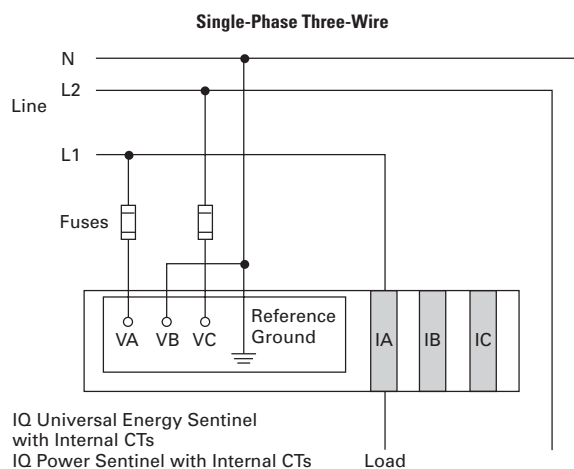 Single-Phase Three-Wire
N
L2
Line
L1
Fuses
VA VB VC
Reference
Ground
IA IB IC
IQ Universal Energy Sentinel
with Internal CTs
IQ Power Sentinel with Internal CTs
Load